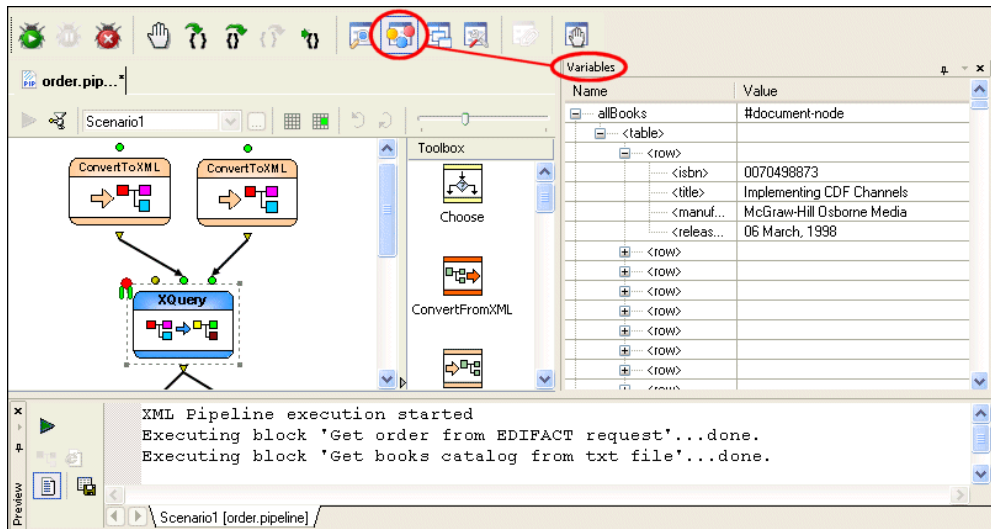 Variables
PIP order.pip...*
Name Value
Scenario1 ...
allBooks #document-node
<table>
Toolbox
<row>
ConvertToXML ConvertToXML
<isbn> 0070498873
<title> Implementing CDF Channels
Choose
<manuf... McGraw-Hill Osborne Media
<releas... 06 March, 1998
<row>
<row>
<row>
XQuery
ConvertFromXML
<row>
<row>
<row>
<row>
<row>
XML Pipeline execution started
Executing block 'Get order from EDIFACT request'...done.
Executing block 'Get books catalog from txt file'...done.
Preview
Scenario1 [order.pipeline]